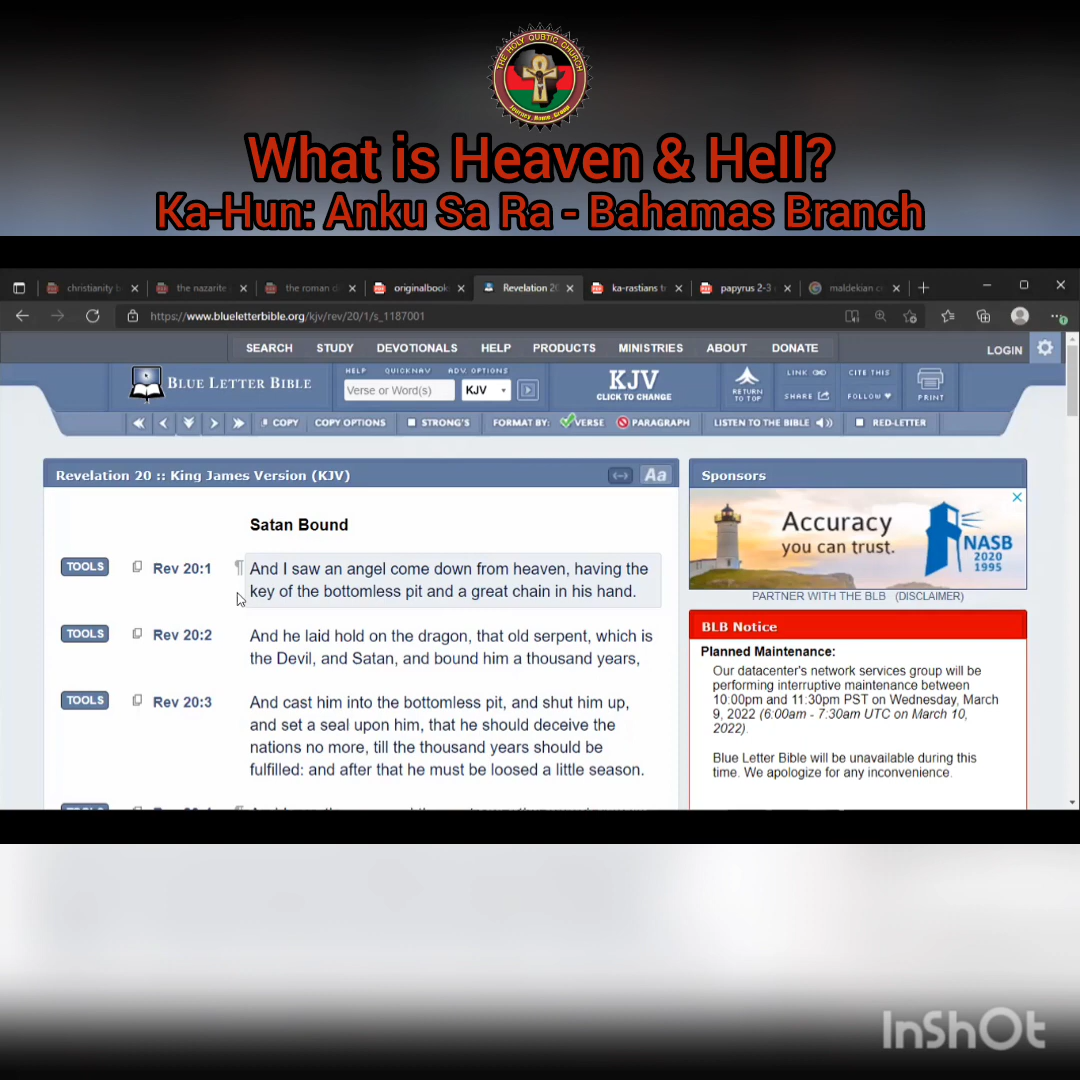 THE HOLY QUBTIC CHURCH
Journey Home Group
What is Heaven & Hell?
Ka-Hun: Anku Sa Ra - Bahamas Branch
christianity b
the nazarite
the roman d
originalbook
Revelation 20
ka-rastians tr
papyrus 2-3
maldekian c
https://www.blueletterbible.org/kjv/rev/20/1/s_1187001
SEARCH STUDY DEVOTIONALS HELP PRODUCTS MINISTRIES ABOUT DONATE LOGIN
BLUE LETTER BIBLE
HELP QUICKNAV ADV. OPTIONS
Verse or Word(s) KJV
KJV
CLICK TO CHANGE
RETURN TO TOP
LINK
SHARE
CITE THIS
FOLLOW
PRINT
COPY COPY OPTIONS STRONG'S FORMAT BY: VERSE PARAGRAPH LISTEN TO THE BIBLE RED-LETTER
Revelation 20 :: King James Version (KJV)
Aa
Satan Bound
TOOLS Rev 20:1 ¶ And I saw an angel come down from heaven, having the
key of the bottomless pit and a great chain in his hand.
TOOLS Rev 20:2 And he laid hold on the dragon, that old serpent, which is
the Devil, and Satan, and bound him a thousand years,
TOOLS Rev 20:3 And cast him into the bottomless pit, and shut him up,
and set a seal upon him, that he should deceive the
nations no more, till the thousand years should be
fulfilled: and after that he must be loosed a little season.
Sponsors
Accuracy
you can trust.
NASB
2020
1995
PARTNER WITH THE BLB (DISCLAIMER)
BLB Notice
Planned Maintenance:
Our datacenter's network services group will be
performing interruptive maintenance between
10:00pm and 11:30pm PST on Wednesday, March
9, 2022 (6:00am - 7:30am UTC on March 10,
2022).
Blue Letter Bible will be unavailable during this
time. We apologize for any inconvenience.
InShOt